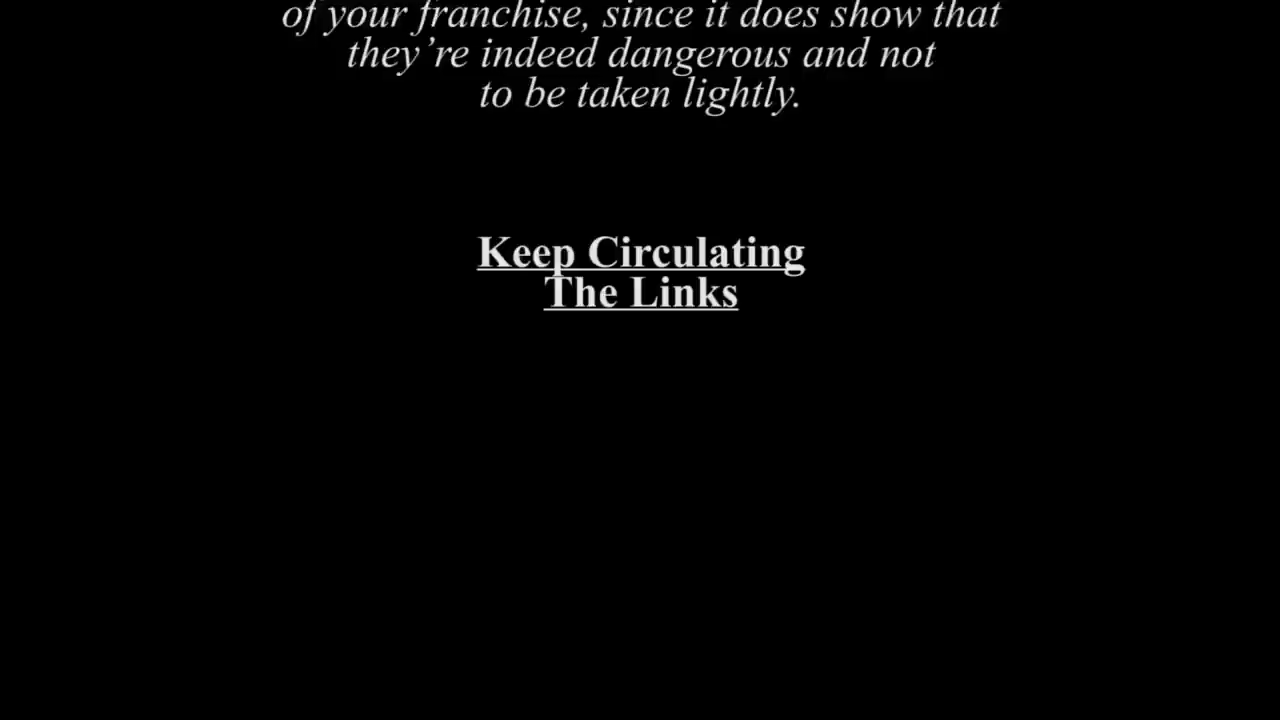 of your franchise, since it does show that
they’re indeed dangerous and not
to be taken lightly.
Keep Circulating
The Links